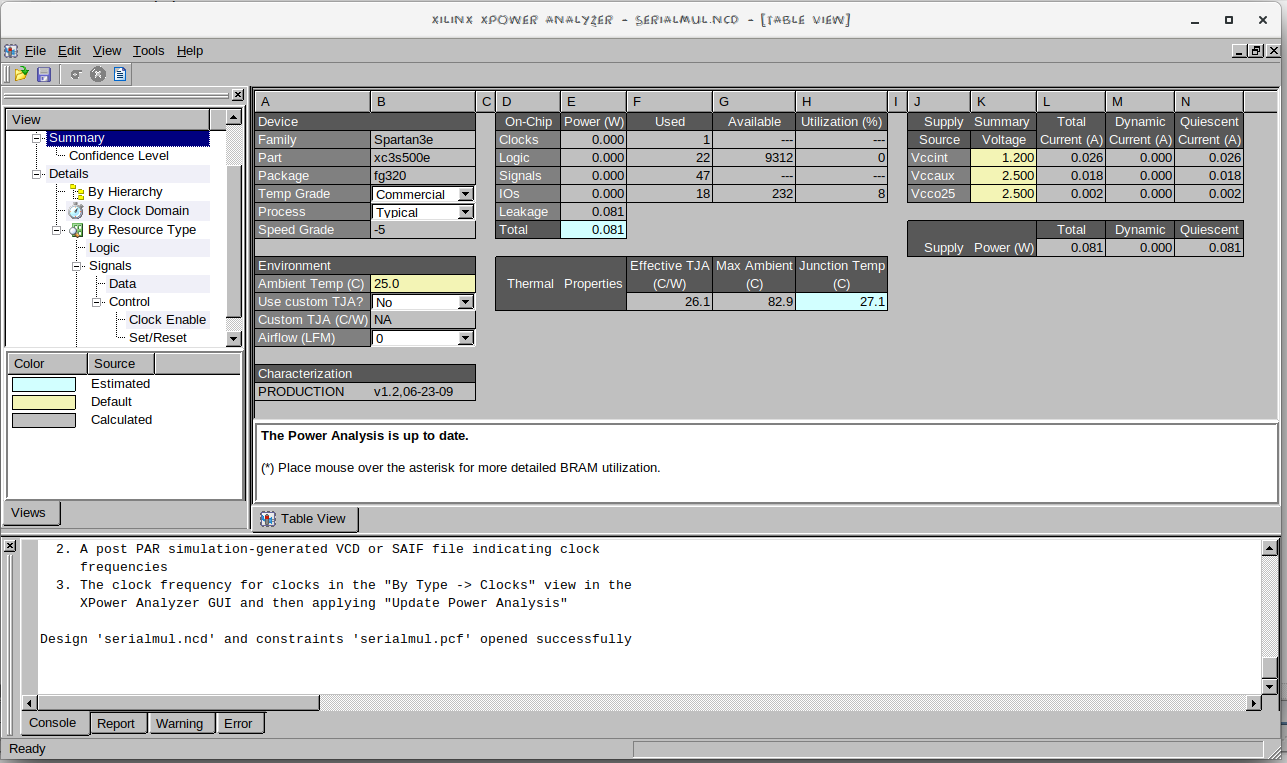 XILINX XPOWER ANALYZER - SERIALMUL.NCD - [TABLE VIEW]
File Edit View Tools Help
View
Summary
Confidence Level
Details
By Hierarchy
By Clock Domain
By Resource Type
Logic
Signals
Data
Control
Clock Enable
Set/Reset
Color Source
Estimated
Default
Calculated
Views
A B C D E F G H I J K L M N
Device
Family Spartan3e
Part xc3s500e
Package fg320
Temp Grade Commercial
Process Typical
Speed Grade -5
Environment
Ambient Temp (C) 25.0
Use custom TJA? No
Custom TJA (C/W) NA
Airflow (LFM) 0
Characterization
PRODUCTION v1.2,06-23-09
On-Chip Power (W) Used Available Utilization (%)
Clocks 0.000 1 --- ---
Logic 0.000 22 9312 0
Signals 0.000 47 --- ---
IOs 0.000 18 232 8
Leakage 0.081
Total 0.081
Effective TJA Max Ambient Junction Temp
Thermal Properties (C/W) (C) (C)
26.1 82.9 27.1
Supply Summary Total Dynamic Quiescent
Source Voltage Current (A) Current (A) Current (A)
Vccint 1.200 0.026 0.000 0.026
Vccaux 2.500 0.018 0.000 0.018
Vcco25 2.500 0.002 0.000 0.002
Total Dynamic Quiescent
Supply Power (W) 0.081 0.000 0.081
The Power Analysis is up to date.
(*) Place mouse over the asterisk for more detailed BRAM utilization.
Table View
2. A post PAR simulation-generated VCD or SAIF file indicating clock
frequencies
3. The clock frequency for clocks in the "By Type -> Clocks" view in the
XPower Analyzer GUI and then applying "Update Power Analysis"
Design 'serialmul.ncd' and constraints 'serialmul.pcf' opened successfully
Console Report Warning Error
Ready